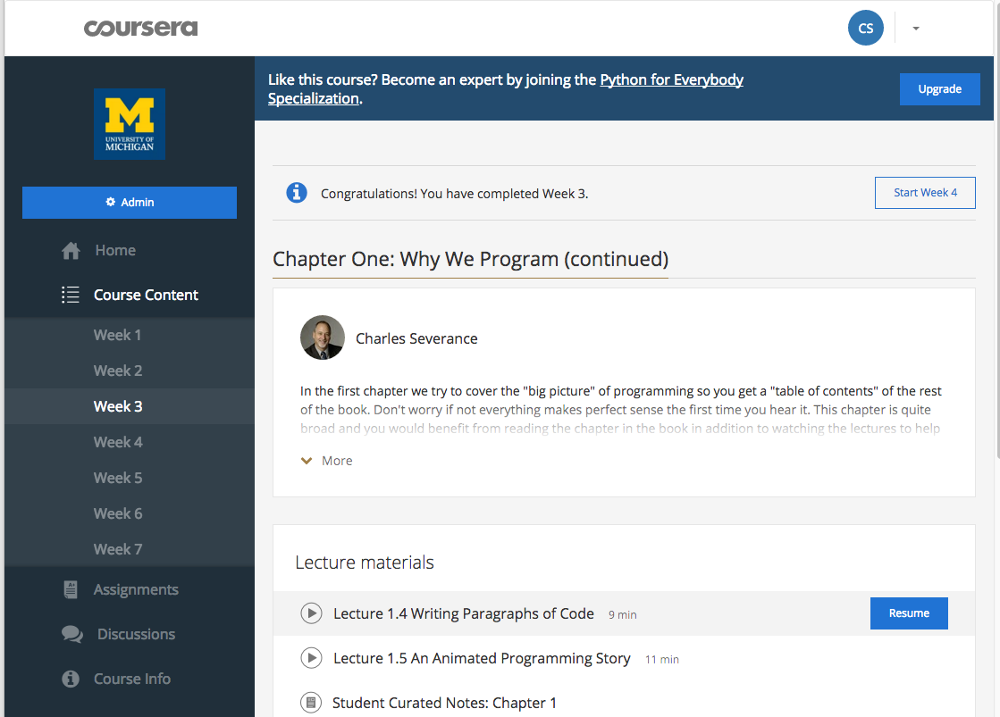 coursera
CS
M
UNIVERSITY OF
MICHIGAN
Admin
Home
Course Content
Week 1
Week 2
Week 3
Week 4
Week 5
Week 6
Week 7
A+
Assignments
Discussions
Course Info
Like this course? Become an expert by joining the Python for Everybody
Specialization.
Upgrade
Congratulations! You have completed Week 3.
Start Week 4
Chapter One: Why We Program (continued)
Charles Severance
In the first chapter we try to cover the "big picture" of programming so you get a "table of contents" of the rest
of the book. Don't worry if not everything makes perfect sense the first time you hear it. This chapter is quite
broad and you would benefit from reading the chapter in the book in addition to watching the lectures to help
More
Lecture materials
Lecture 1.4 Writing Paragraphs of Code 9 min
Resume
Lecture 1.5 An Animated Programming Story 11 min
Student Curated Notes: Chapter 1